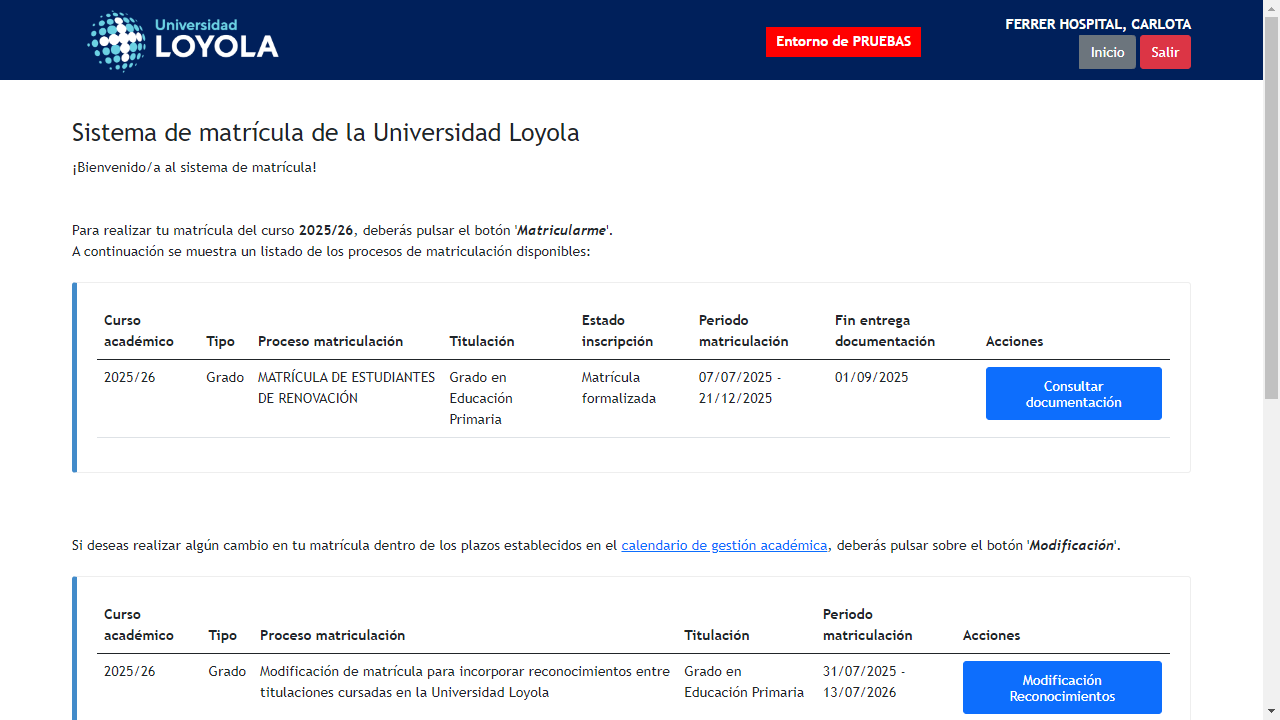 Universidad
LOYOLA
Entorno de PRUEBAS
FERRER HOSPITAL, CARLOTA
Inicio Salir
Sistema de matrícula de la Universidad Loyola
¡Bienvenido/a al sistema de matrícula!
Para realizar tu matrícula del curso 2025/26, deberás pulsar el botón 'Matricularme'.
A continuación se muestra un listado de los procesos de matriculación disponibles:
Curso Estado Periodo Fin entrega
académico Tipo Proceso matriculación Titulación inscripción matriculación documentación Acciones
2025/26 Grado MATRÍCULA DE ESTUDIANTES Grado en Matrícula 07/07/2025 - 01/09/2025 Consultar
DE RENOVACIÓN Educación formalizada 21/12/2025 documentación
Primaria
Si deseas realizar algún cambio en tu matrícula dentro de los plazos establecidos en el calendario de gestión académica, deberás pulsar sobre el botón 'Modificación'.
Curso Periodo
académico Tipo Proceso matriculación Titulación matriculación Acciones
2025/26 Grado Modificación de matrícula para incorporar reconocimientos entre Grado en 31/07/2025 - Modificación
titulaciones cursadas en la Universidad Loyola Educación Primaria 13/07/2026 Reconocimientos